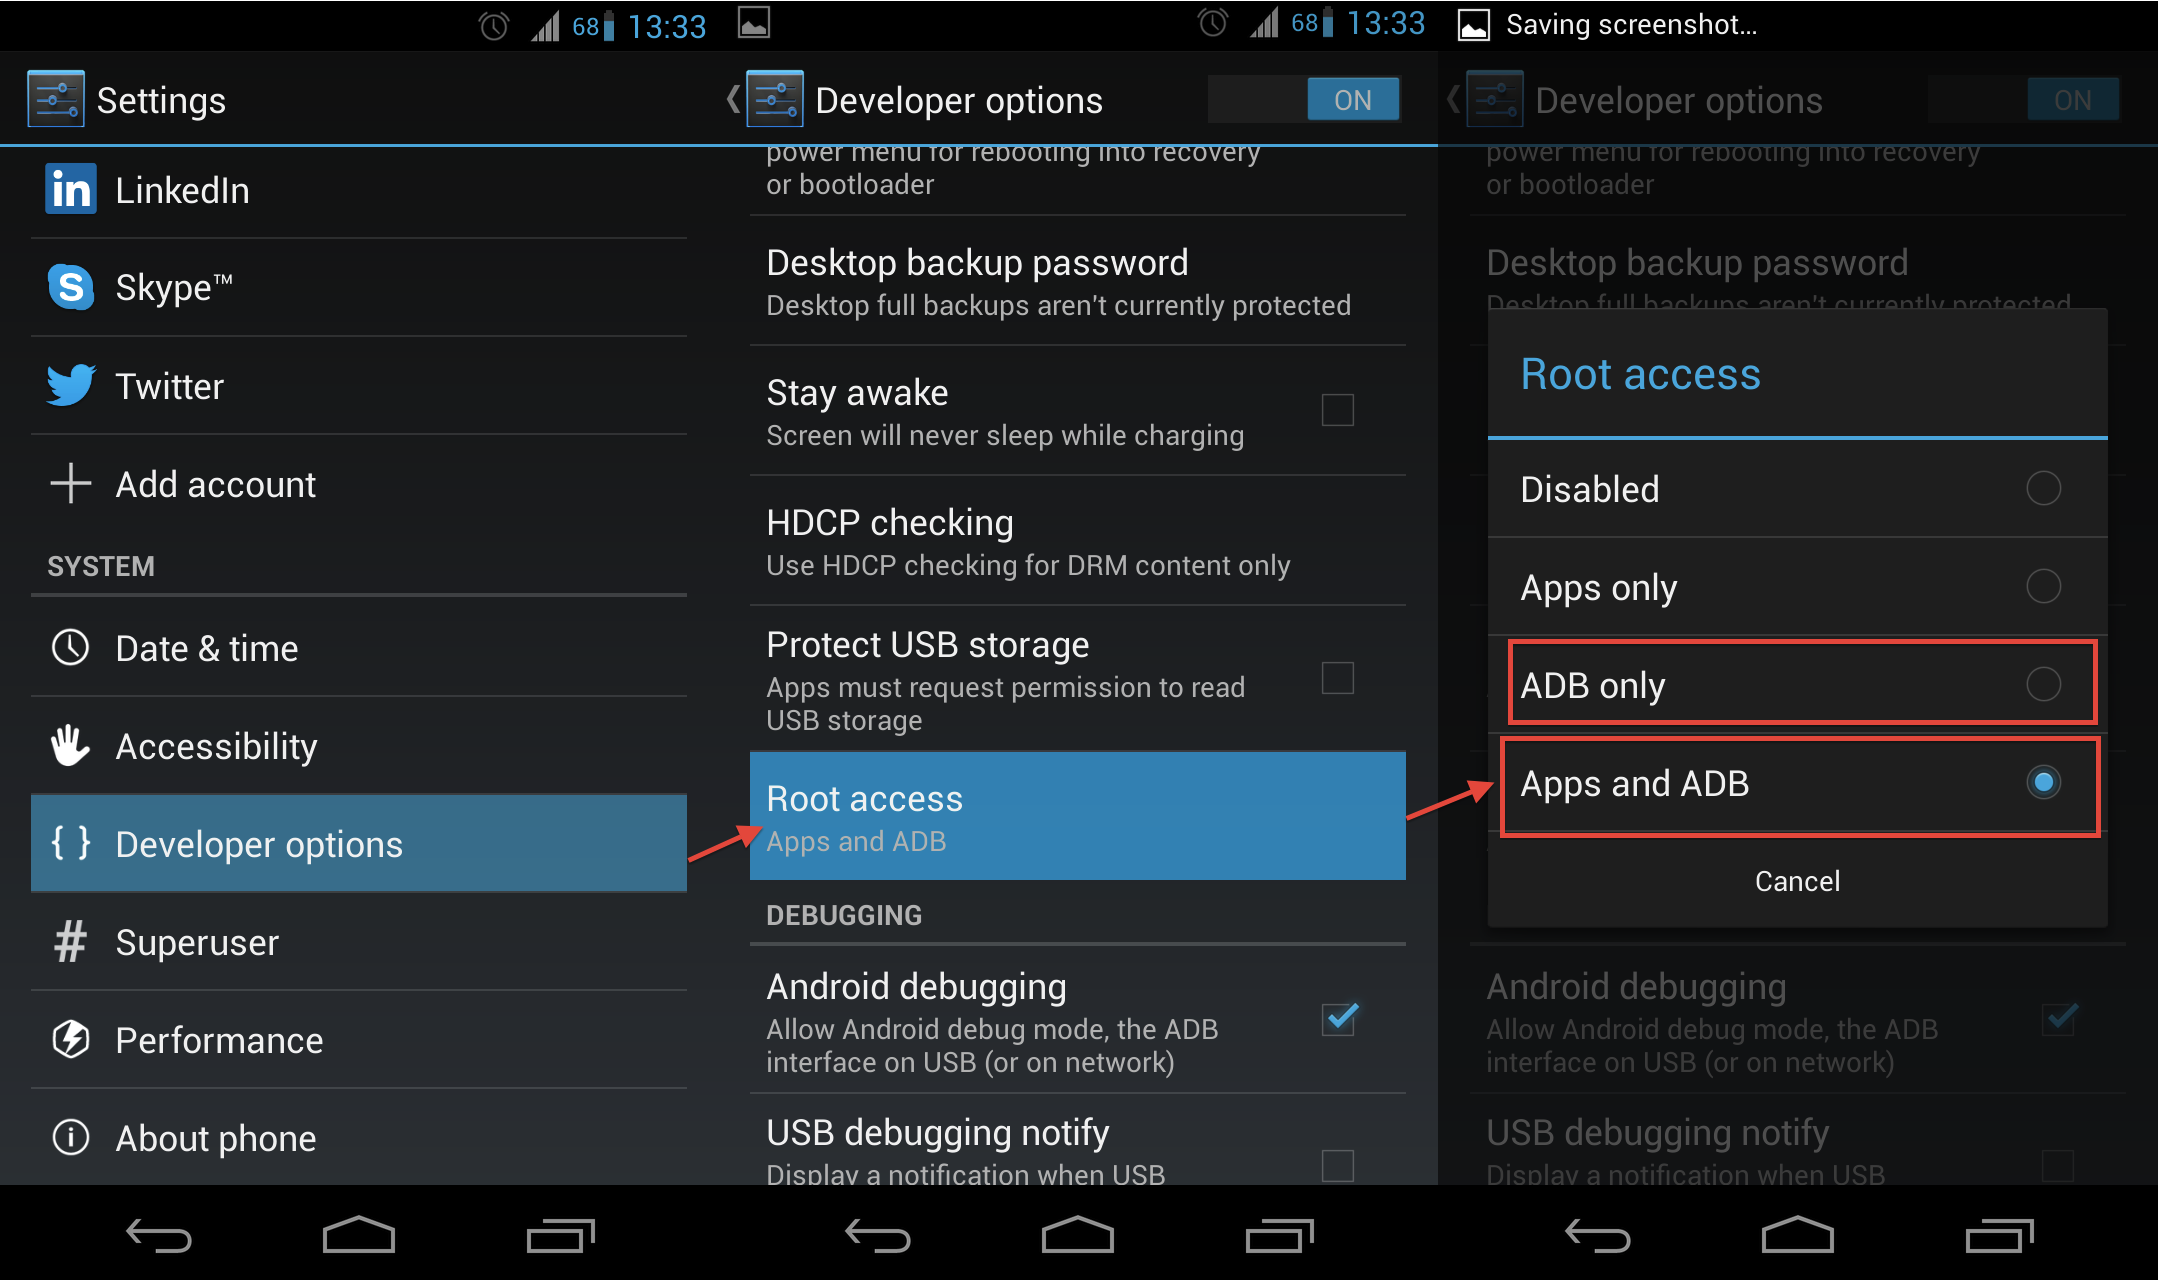 68 13:33
Settings
in LinkedIn
S Skype™
Twitter
Add account
SYSTEM
Date & time
Accessibility
{ } Developer options
# Superuser
Performance
About phone
68 13:33
Developer options ON
power menu for rebooting into recovery
or bootloader
Desktop backup password
Desktop full backups aren't currently protected
Stay awake
Screen will never sleep while charging
HDCP checking
Use HDCP checking for DRM content only
Protect USB storage
Apps must request permission to read
USB storage
Root access
Apps and ADB
DEBUGGING
Android debugging
Allow Android debug mode, the ADB
interface on USB (or on network)
USB debugging notify
Display a notification when USB
Saving screenshot...
Developer options ON
power menu for rebooting into recovery
or bootloader
Desktop backup password
Desktop full backups aren't currently protected
Root access
Disabled
Apps only
ADB only
Apps and ADB
Cancel
Android debugging
Allow Android debug mode, the ADB
interface on USB (or on network)
USB debugging notify
Display a notification when USB